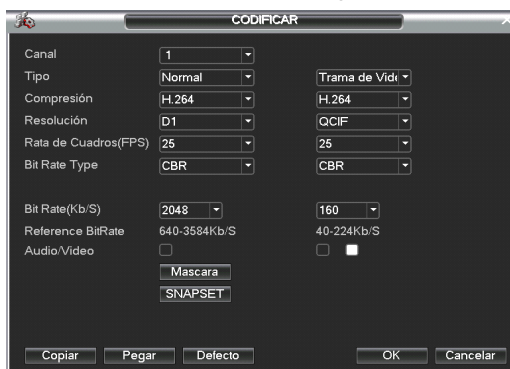 CODIFICAR
Canal 1
Tipo Normal Trama de Vide
Compresión H.264 H.264
Resolución D1 QCIF
Rata de Cuadros(FPS) 25 25
Bit Rate Type CBR CBR
Bit Rate(Kb/S) 2048 160
Reference BitRate 640-3584Kb/S 40-224Kb/S
Audio/Video
Mascara
SNAPSET
Copiar Pegar Defecto OK Cancelar